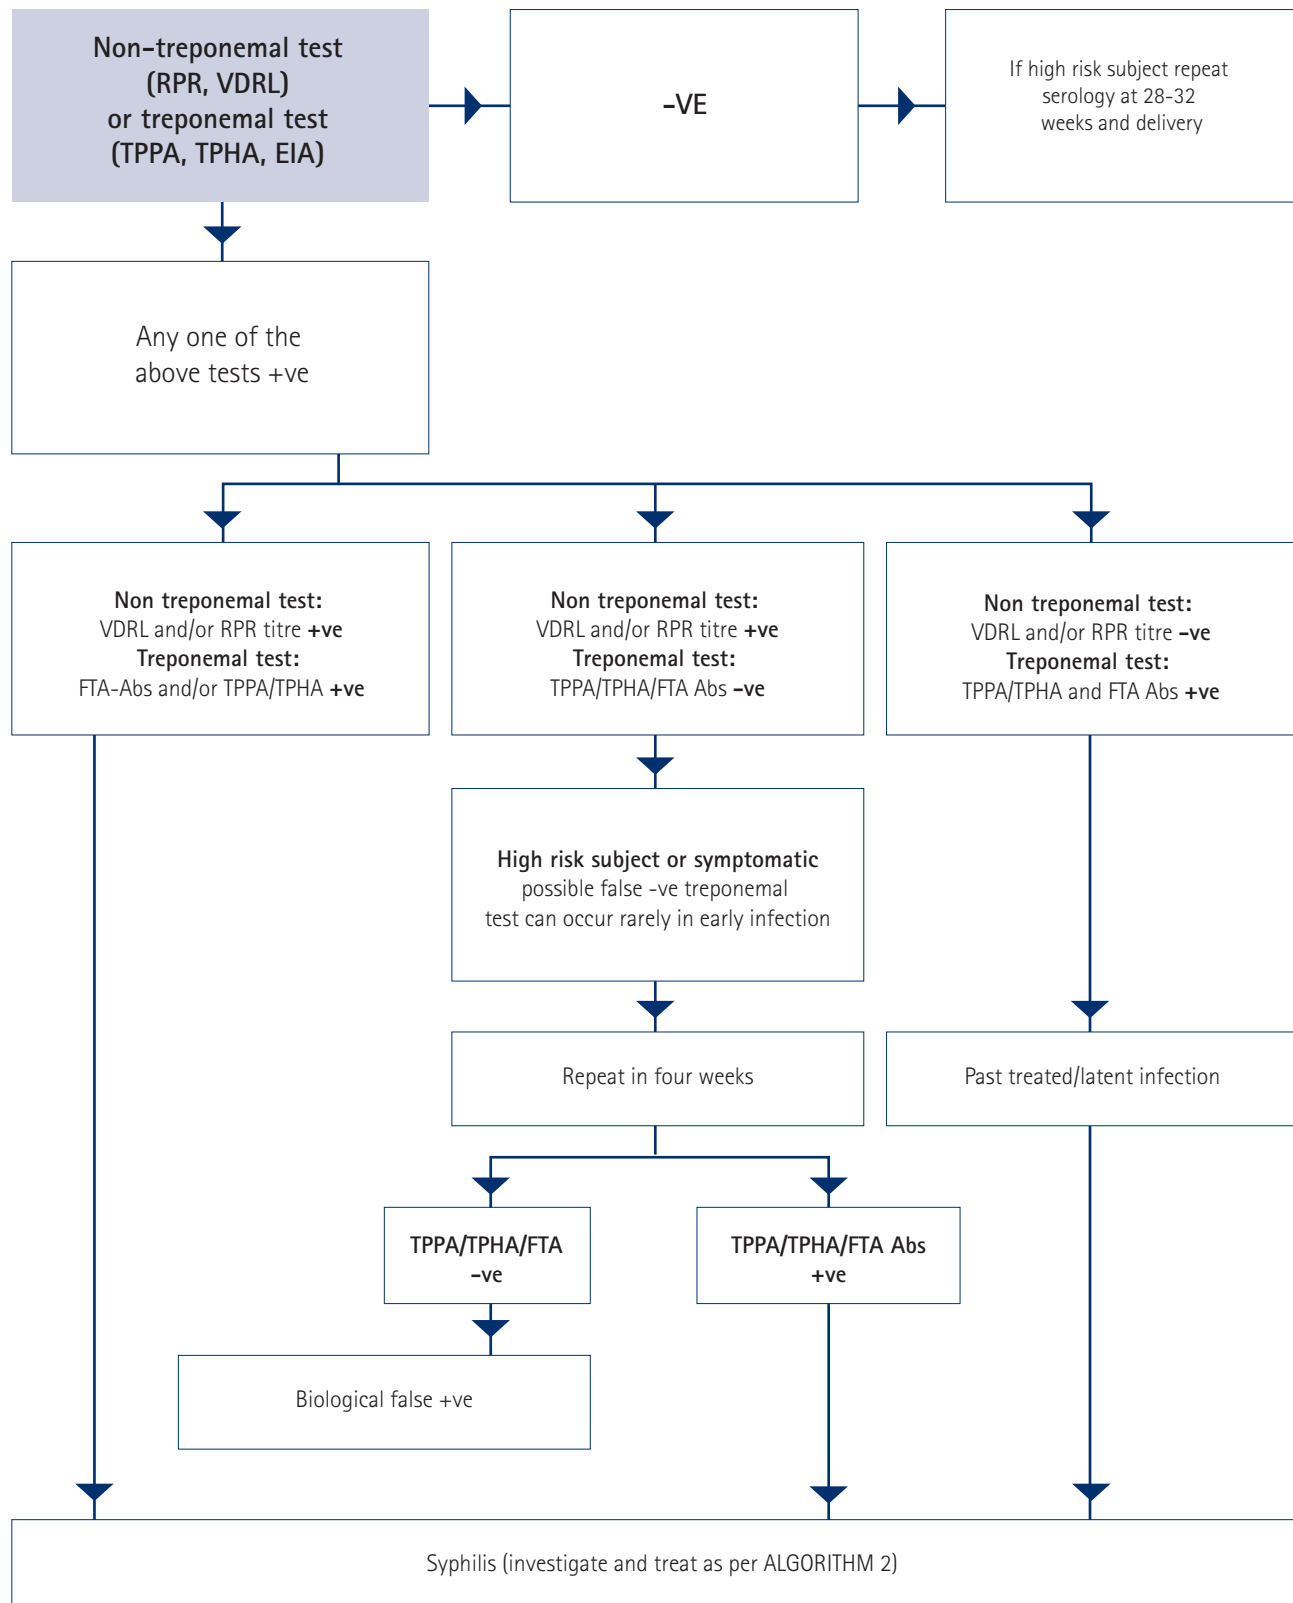 Non-treponemal test
(RPR, VDRL)
or treponemal test
(TPPA, TPHA, EIA)
-VE
If high risk subject repeat
serology at 28-32
weeks and delivery
Any one of the
above tests +ve
Non treponemal test:
VDRL and/or RPR titre +ve
Treponemal test:
FTA-Abs and/or TPPA/TPHA +ve
Non treponemal test:
VDRL and/or RPR titre +ve
Treponemal test:
TPPA/TPHA/FTA Abs -ve
Non treponemal test:
VDRL and/or RPR titre -ve
Treponemal test:
TPPA/TPHA and FTA Abs +ve
High risk subject or symptomatic
possible false -ve treponemal
test can occur rarely in early infection
Repeat in four weeks
Past treated/latent infection
TPPA/TPHA/FTA
-ve
TPPA/TPHA/FTA Abs
+ve
Biological false +ve
Syphilis (investigate and treat as per ALGORITHM 2)